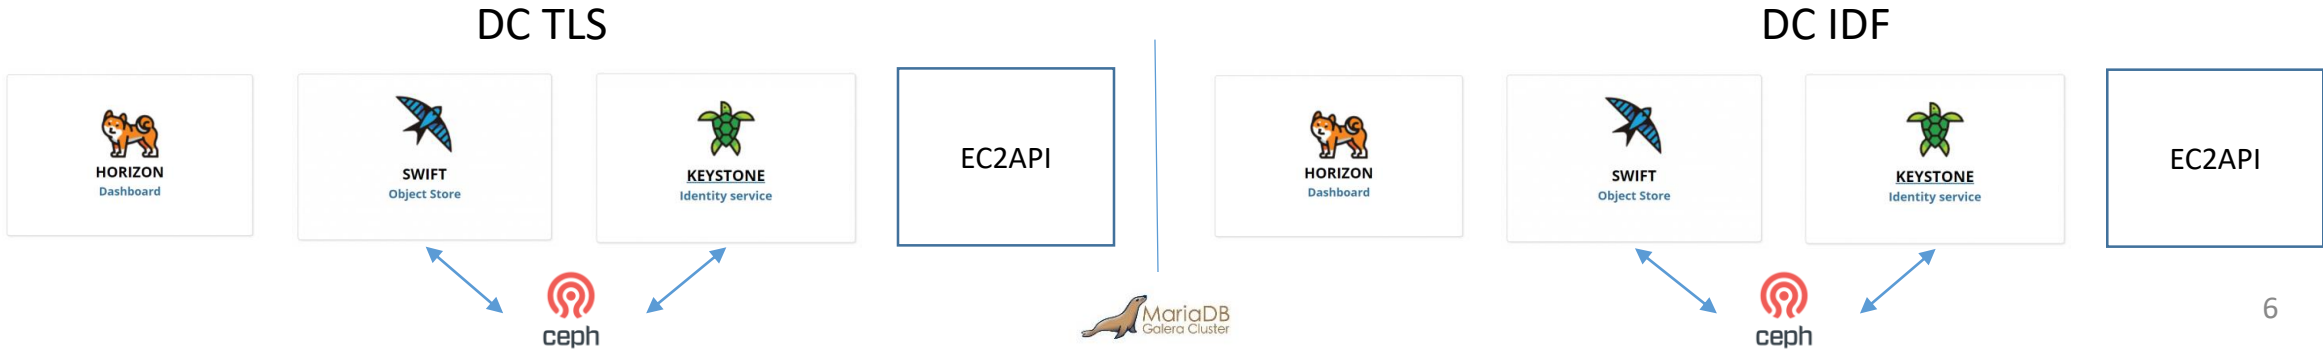 DC TLS
DC IDF
HORIZON
Dashboard
SWIFT
Object Store
KEYSTONE
Identity service
EC2API
HORIZON
Dashboard
SWIFT
Object Store
KEYSTONE
Identity service
EC2API
ceph
MariaDB
Galera Cluster
ceph
6